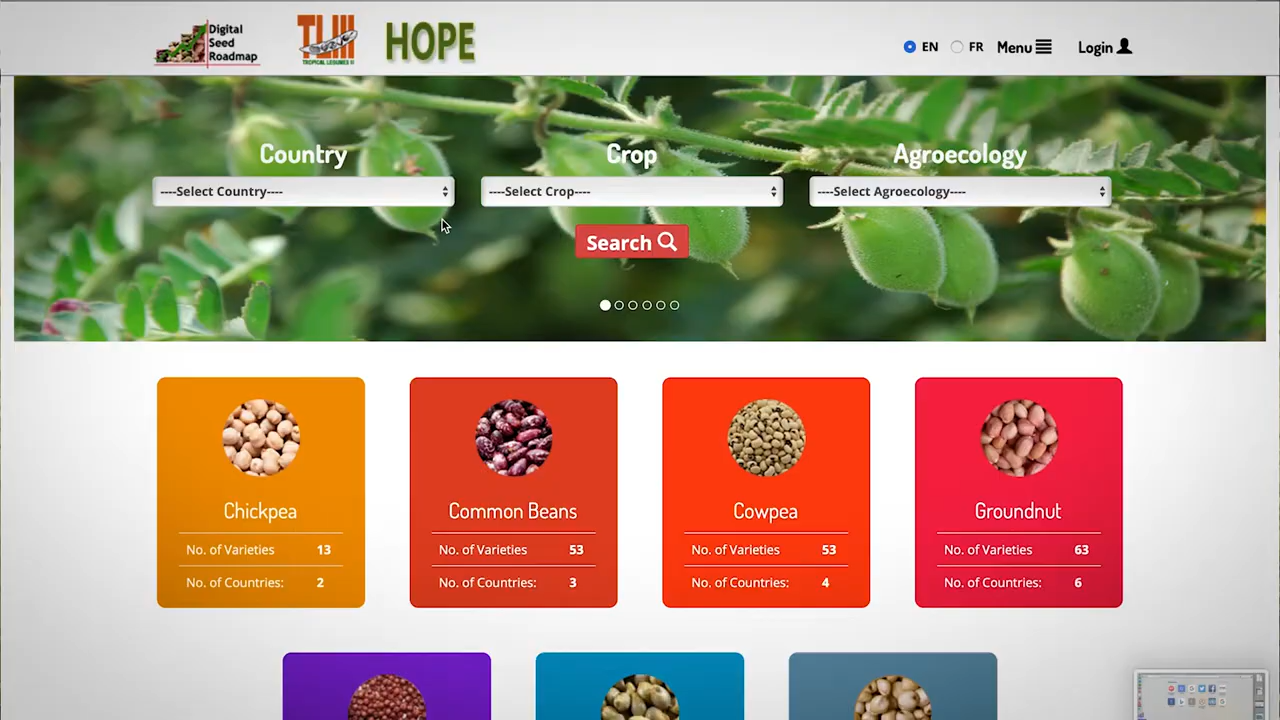 Digital
Seed
Roadmap
TLIII
TROPICAL LEGUMES III
HOPE
EN FR Menu Login
Country Crop Agroecology
----Select Country---- ----Select Crop---- ----Select Agroecology----
Search
Chickpea
No. of Varieties 13
No. of Countries: 2
Common Beans
No. of Varieties 53
No. of Countries: 3
Cowpea
No. of Varieties 53
No. of Countries: 4
Groundnut
No. of Varieties 63
No. of Countries: 6